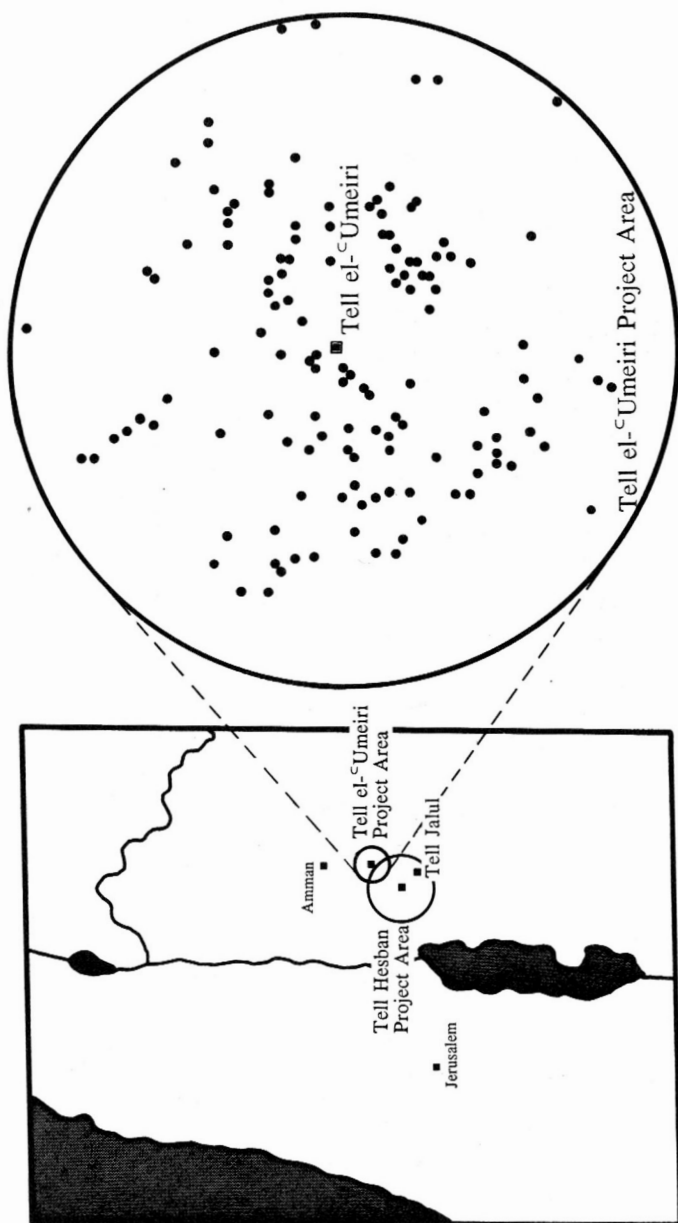 Amman
Tell el-ᶜUmeiri
Project Area
Tell Hesban
Project Area
Tell Jalul
Jerusalem
Tell el-ᶜUmeiri
Tell el-ᶜUmeiri Project Area